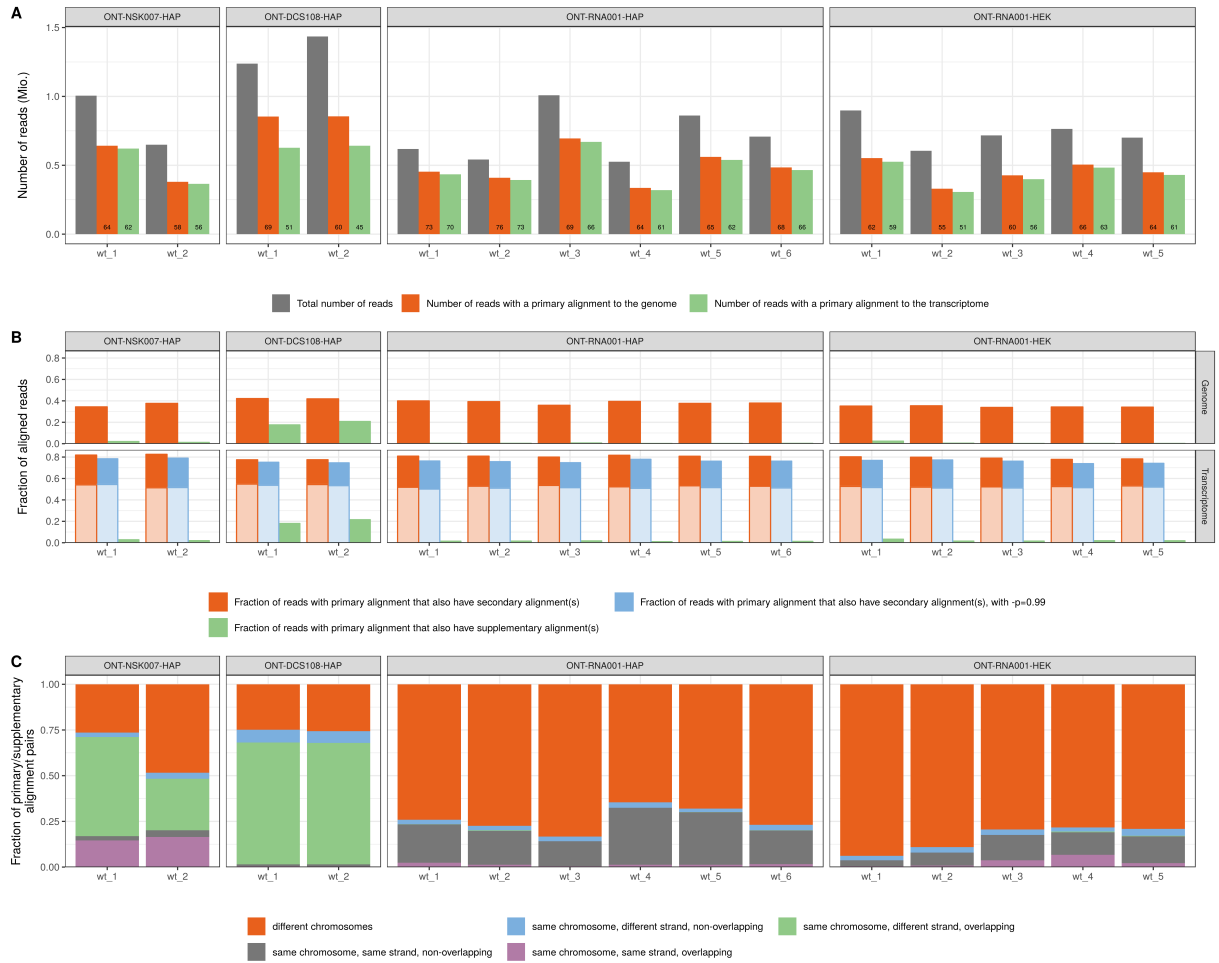 A
ONT-NSK007-HAP ONT-DCS108-HAP ONT-RNA001-HAP ONT-RNA001-HEK
Number of reads (Mio.)
1.5
1.0
0.5
0.0
64 62 58 56 69 51 60 45 73 70 76 73 69 66 64 61 65 62 68 66 62 59 55 51 60 56 66 63 64 61
wt_1 wt_2 wt_1 wt_2 wt_1 wt_2 wt_3 wt_4 wt_5 wt_6 wt_1 wt_2 wt_3 wt_4 wt_5
Total number of reads Number of reads with a primary alignment to the genome Number of reads with a primary alignment to the transcriptome
B
ONT-NSK007-HAP ONT-DCS108-HAP ONT-RNA001-HAP ONT-RNA001-HEK
Fraction of aligned reads
0.8
0.6
0.4
0.2
0.0
Genome
0.8
0.6
0.4
0.2
0.0
Transcriptome
wt_1 wt_2 wt_1 wt_2 wt_1 wt_2 wt_3 wt_4 wt_5 wt_6 wt_1 wt_2 wt_3 wt_4 wt_5
Fraction of reads with primary alignment that also have secondary alignment(s) Fraction of reads with primary alignment that also have secondary alignment(s), with -p=0.99
Fraction of reads with primary alignment that also have supplementary alignment(s)
C
ONT-NSK007-HAP ONT-DCS108-HAP ONT-RNA001-HAP ONT-RNA001-HEK
Fraction of primary/supplementary
alignment pairs
1.00
0.75
0.50
0.25
0.00
wt_1 wt_2 wt_1 wt_2 wt_1 wt_2 wt_3 wt_4 wt_5 wt_6 wt_1 wt_2 wt_3 wt_4 wt_5
different chromosomes same chromosome, different strand, non-overlapping same chromosome, different strand, overlapping
same chromosome, same strand, non-overlapping same chromosome, same strand, overlapping